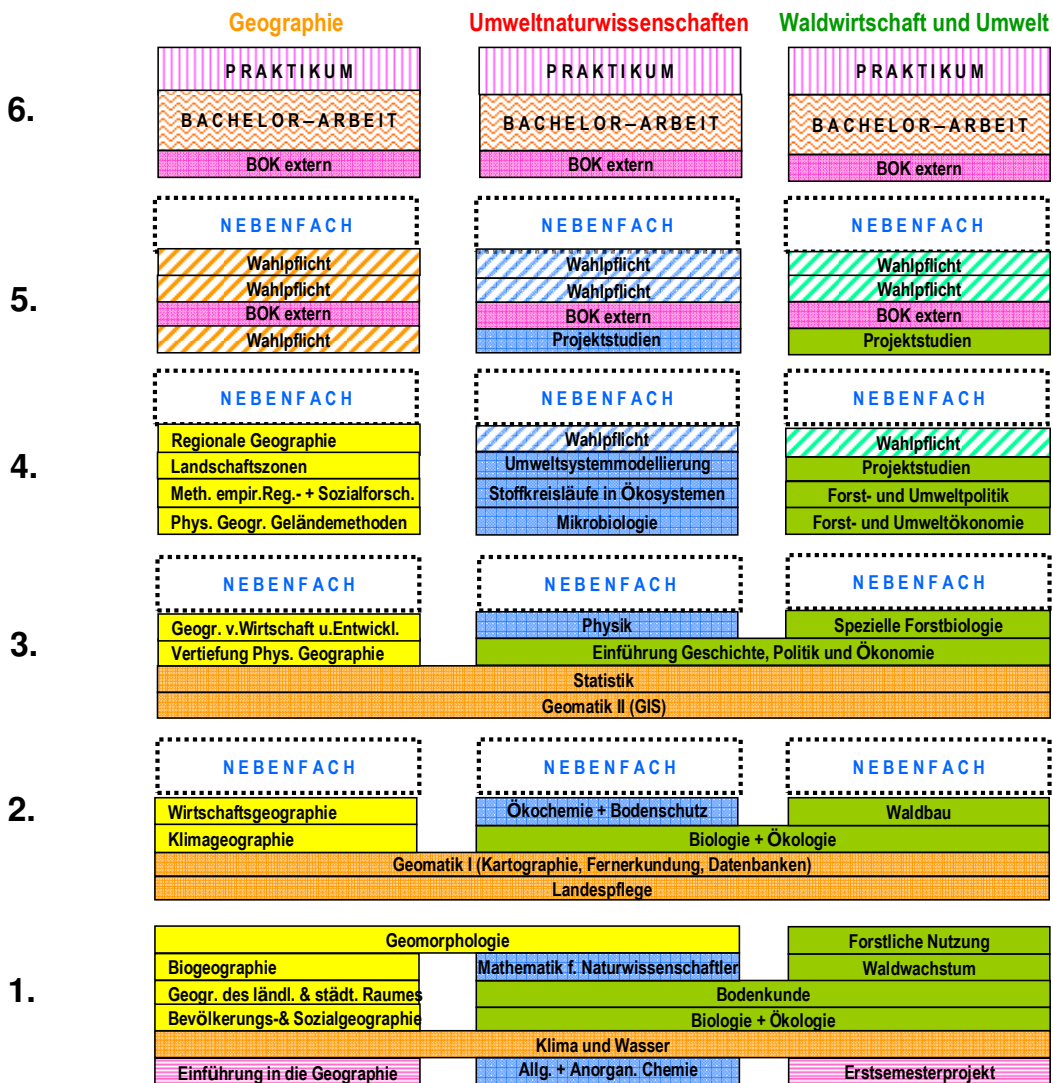 Geographie
Umweltnaturwissenschaften
Waldwirtschaft und Umwelt
6.
PRAKTIKUM
PRAKTIKUM
PRAKTIKUM
BACHELOR–ARBEIT
BACHELOR–ARBEIT
BACHELOR–ARBEIT
BOK extern
BOK extern
BOK extern
5.
NEBENFACH
NEBENFACH
NEBENFACH
Wahlpflicht
Wahlpflicht
Wahlpflicht
Wahlpflicht
Wahlpflicht
Wahlpflicht
BOK extern
BOK extern
BOK extern
Wahlpflicht
Projektstudien
Projektstudien
4.
NEBENFACH
NEBENFACH
NEBENFACH
Regionale Geographie
Wahlpflicht
Wahlpflicht
Landschaftszonen
Umweltsystemmodellierung
Projektstudien
Meth. empir.Reg.- + Sozialforsch.
Stoffkreisläufe in Ökosystemen
Forst- und Umweltpolitik
Phys. Geogr. Geländemethoden
Mikrobiologie
Forst- und Umweltökonomie
3.
NEBENFACH
NEBENFACH
NEBENFACH
Geogr. v.Wirtschaft u.Entwickl.
Physik
Spezielle Forstbiologie
Vertiefung Phys. Geographie
Einführung Geschichte, Politik und Ökonomie
Statistik
Geomatik II (GIS)
2.
NEBENFACH
NEBENFACH
NEBENFACH
Wirtschaftsgeographie
Ökochemie + Bodenschutz
Waldbau
Klimageographie
Biologie + Ökologie
Geomatik I (Kartographie, Fernerkundung, Datenbanken)
Landespflege
1.
Geomorphologie
Forstliche Nutzung
Biogeographie
Mathematik f. Naturwissenschaftler
Waldwachstum
Geogr. des ländl. & städt. Raumes
Bodenkunde
Bevölkerungs-& Sozialgeographie
Biologie + Ökologie
Klima und Wasser
Einführung in die Geographie
Allg. + Anorgan. Chemie
Erstsemesterprojekt